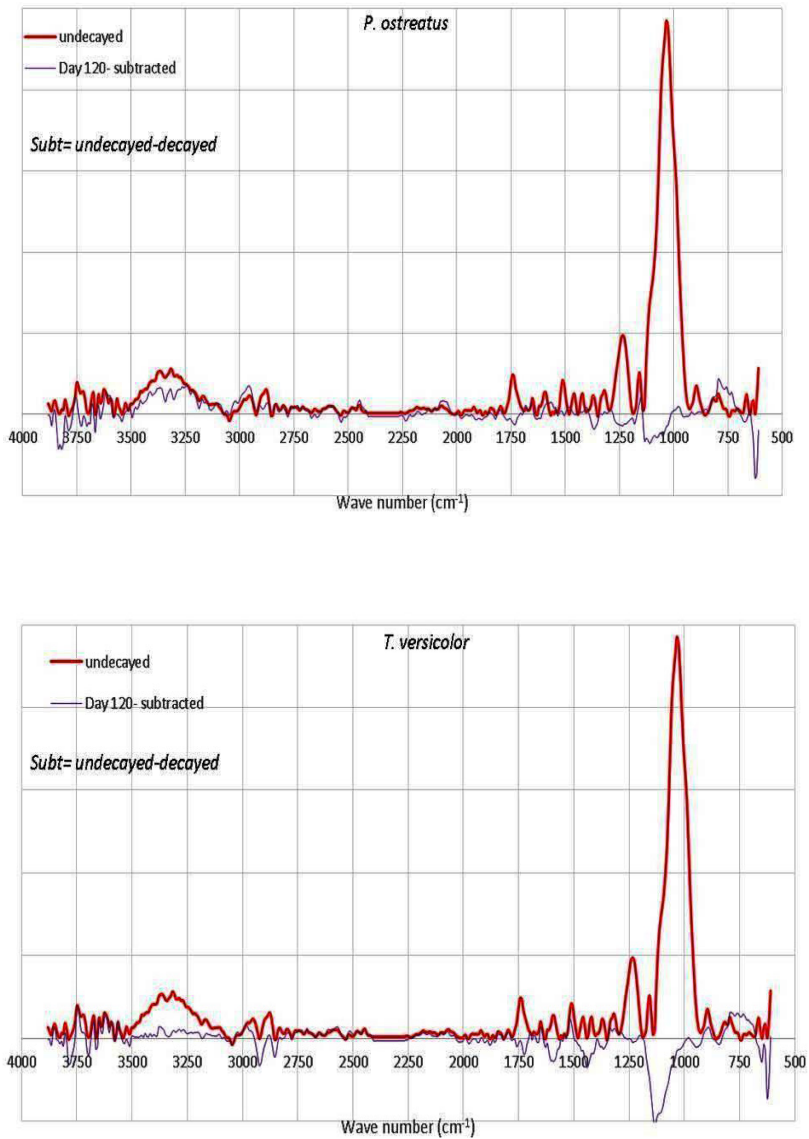 P. ostreatus
undecayed
Day 120- subtracted
Subt= undecayed-decayed
4000 3750 3500 3250 3000 2750 2500 2250 2000 1750 1500 1250 1000 750 500
Wave number (cm⁻¹)
T. versicolor
undecayed
Day 120- subtracted
Subt= undecayed-decayed
4000 3750 3500 3250 3000 2750 2500 2250 2000 1750 1500 1250 1000 750 500
Wave number (cm⁻¹)